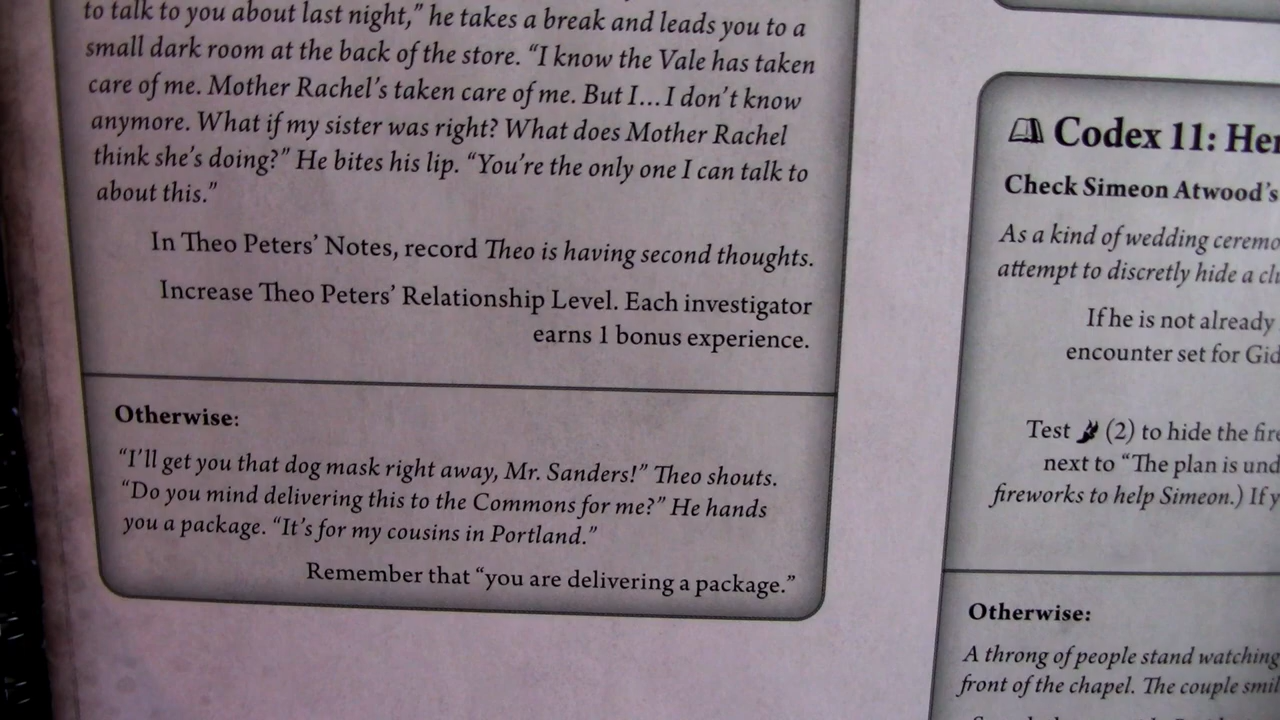 to talk to you about last night,” he takes a break and leads you to a
small dark room at the back of the store. “I know the Vale has taken
care of me. Mother Rachel’s taken care of me. But I…I don’t know
anymore. What if my sister was right? What does Mother Rachel
think she’s doing?” He bites his lip. “You’re the only one I can talk to
about this.”
In Theo Peters’ Notes, record Theo is having second thoughts.
Increase Theo Peters’ Relationship Level. Each investigator
earns 1 bonus experience.
Otherwise:
“I’ll get you that dog mask right away, Mr. Sanders!” Theo shouts.
“Do you mind delivering this to the Commons for me?” He hands
you a package. “It’s for my cousins in Portland.”
Remember that “you are delivering a package.”
Codex 11:
Check Simeon Atwood’s
As a kind of wedding
attempt to discretly hide a
If he is not already
encounter set for
Test (2) to hide the
next to “The plan is
fireworks to help Simeon.) If
Otherwise:
A throng of people stand watching
front of the chapel. The couple